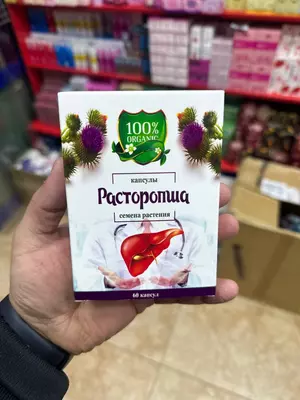 100%
ORGANIC
капсулы
Расторопша
семена растения
60 капсул